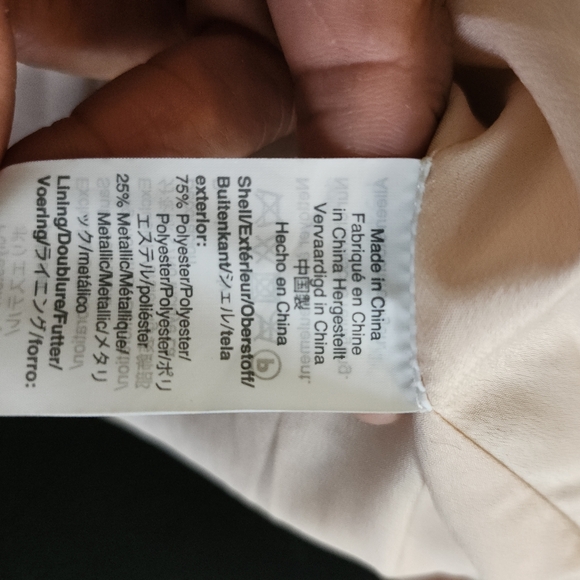 Made in China
Fabriqué en Chine
in China Hergestellt
Vervaardigd in China
中国製
Hecho en China
Shell/Extérieur/Oberstoff/
Buitenkant/シェル/tela
exterior:
75% Polyester/Polyester/
Polyester/Polyester/ポリ
エステル/poliéster
25% Metallic/Métallique/
Metallic/Metallic/メタリ
ック/metálico
Lining/Doublure/Futter/
Voering/ライニング/forro: